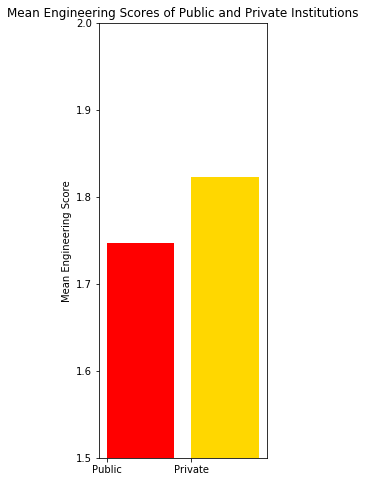 Mean Engineering Scores of Public and Private Institutions
2.0
1.9
1.8
1.7
1.6
1.5
Mean Engineering Score
Public
Private